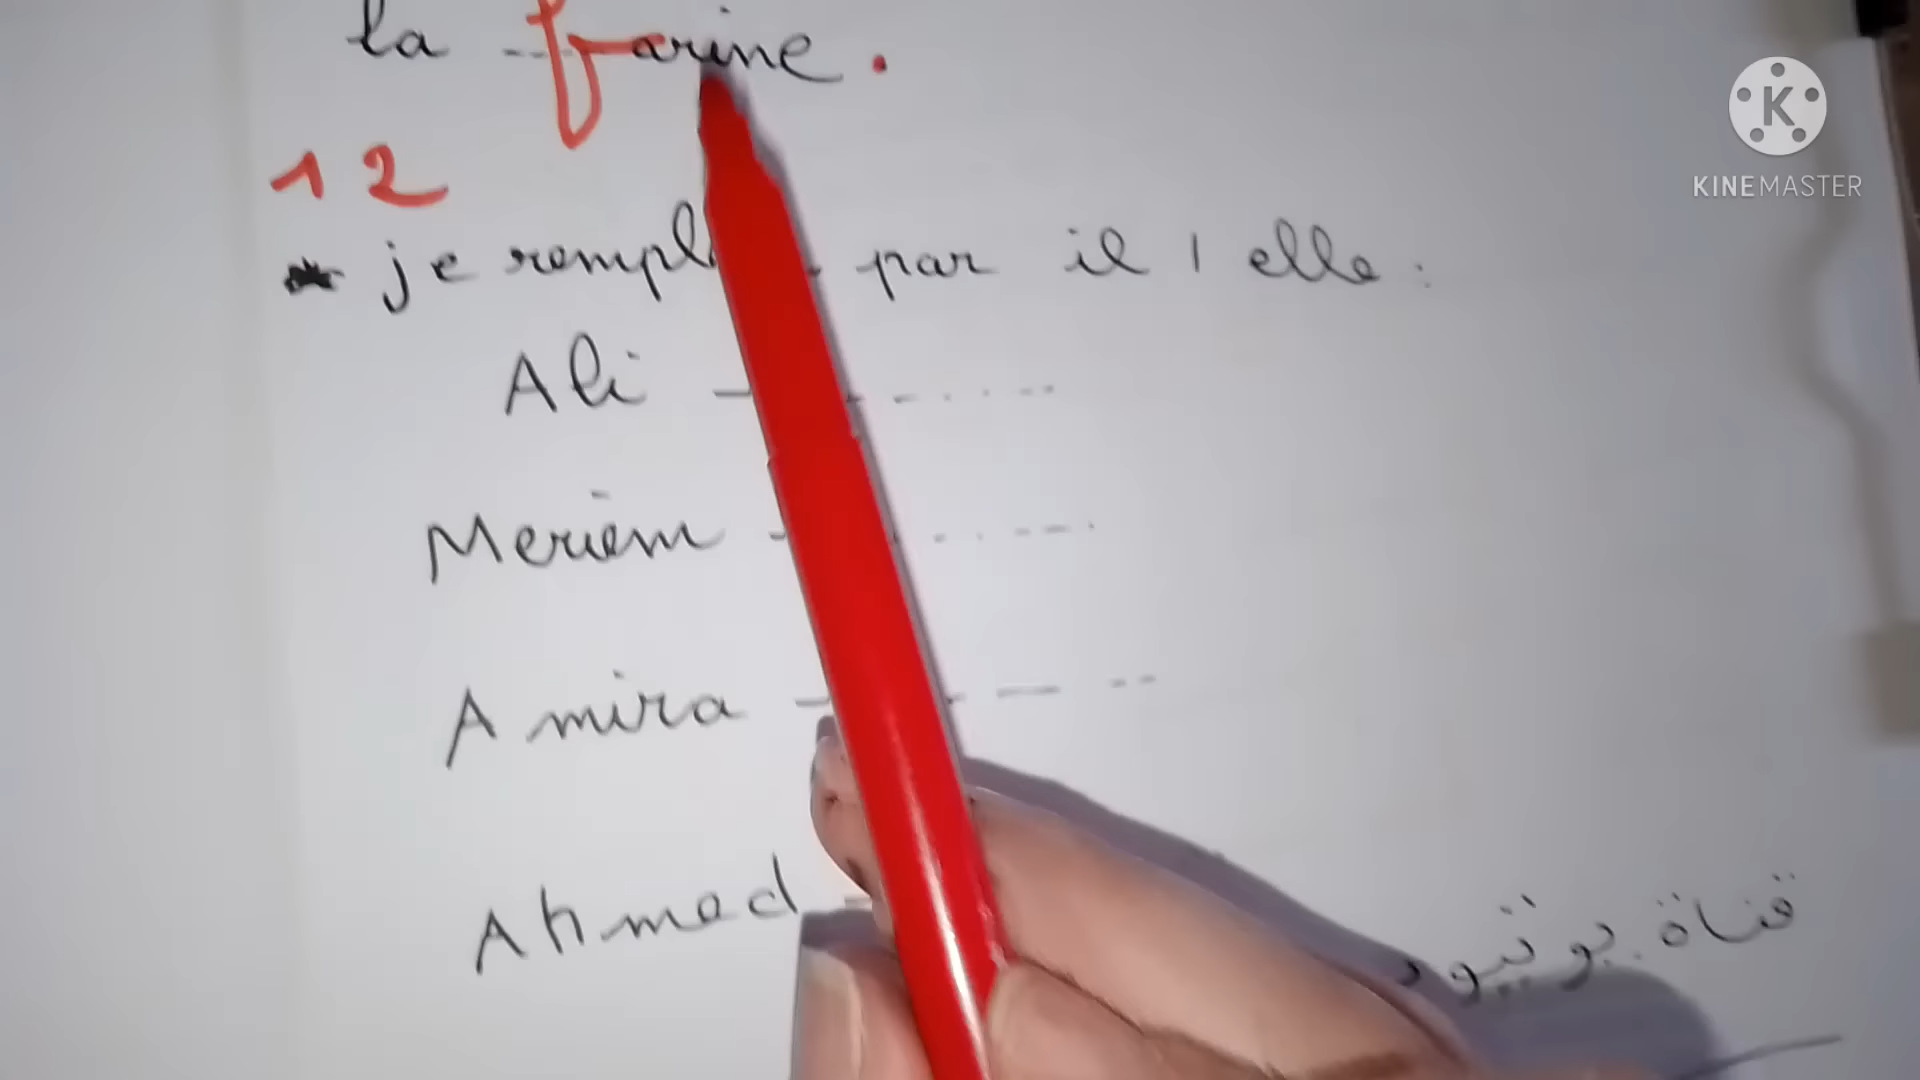 la farine.
12
* je rempl par il / elle :
Ali
Meriem
Amira
Ahmed
قناة يوتيوب
KINEMASTER